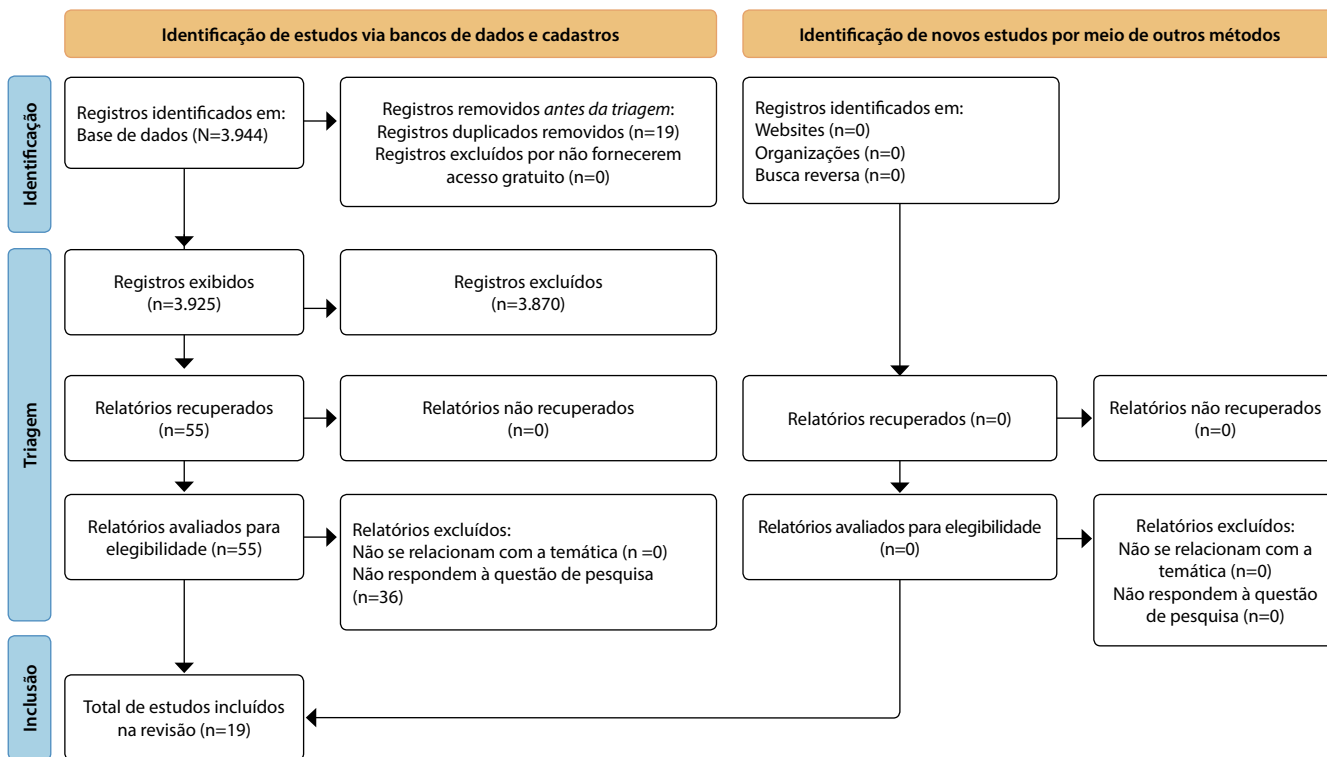 Identificação de estudos via bancos de dados e cadastros
Identificação de novos estudos por meio de outros métodos
Identificação
Registros identificados em:
Base de dados (N=3.944)
Registros removidos antes da triagem:
Registros duplicados removidos (n=19)
Registros excluídos por não fornecerem
acesso gratuito (n=0)
Registros identificados em:
Websites (n=0)
Organizações (n=0)
Busca reversa (n=0)
Triagem
Registros exibidos
(n=3.925)
Registros excluídos
(n=3.870)
Relatórios recuperados
(n=55)
Relatórios não recuperados
(n=0)
Relatórios recuperados (n=0)
Relatórios não recuperados
(n=0)
Relatórios avaliados para
elegibilidade (n=55)
Relatórios excluídos:
Não se relacionam com a temática (n =0)
Não respondem à questão de pesquisa
(n=36)
Relatórios avaliados para elegibilidade
(n=0)
Relatórios excluídos:
Não se relacionam com a
temática (n=0)
Não respondem à questão
de pesquisa (n=0)
Inclusão
Total de estudos incluídos
na revisão (n=19)